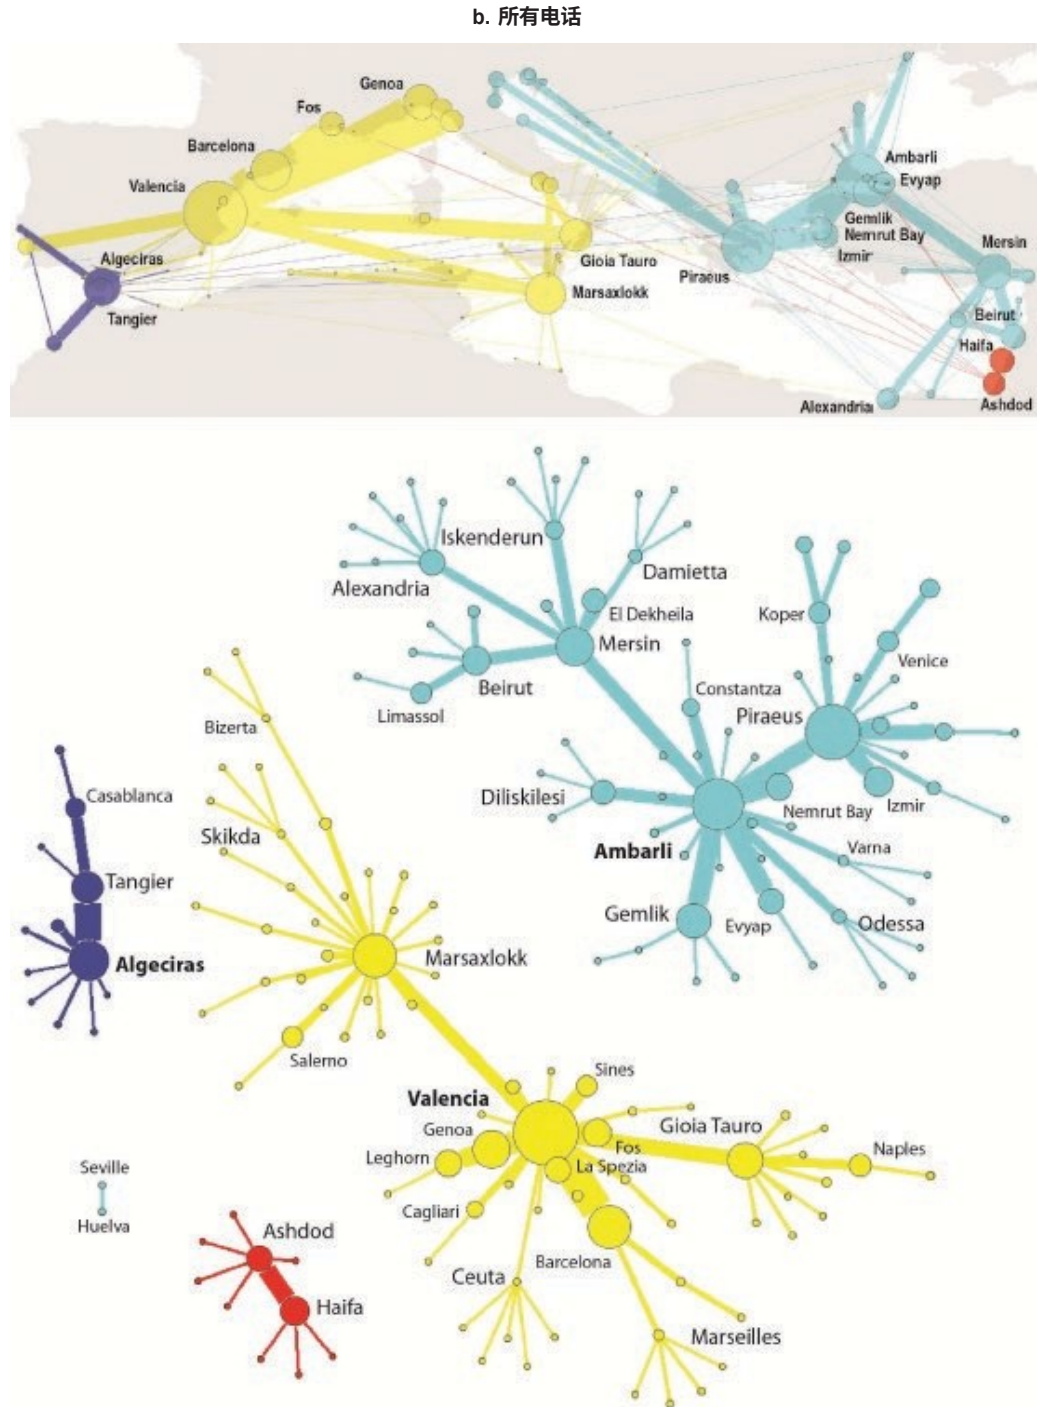 b. 所有电话
Genoa
Fos
Barcelona
Valencia
Ambarli
Evyap
Gemlik
Nemrut Bay
Izmir
Mersin
Algeciras
Gioia Tauro
Piraeus
Marsaxlokk
Tangier
Beirut
Haifa
Alexandria
Ashdod
Iskenderun
Damietta
Alexandria
El Dekheila
Koper
Mersin
Venice
Beirut
Constantza
Limassol
Piraeus
Bizerta
Casablanca
Diliskilesi
Nemrut Bay
Izmir
Skikda
Ambarli
Varna
Tangier
Gemlik
Evyap
Odessa
Algeciras
Marsaxlokk
Salerno
Sines
Valencia
Genoa
Gioia Tauro
Fos
Naples
Leghorn
La Spezia
Seville
Cagliari
Huelva
Ashdod
Barcelona
Ceuta
Haifa
Marseilles